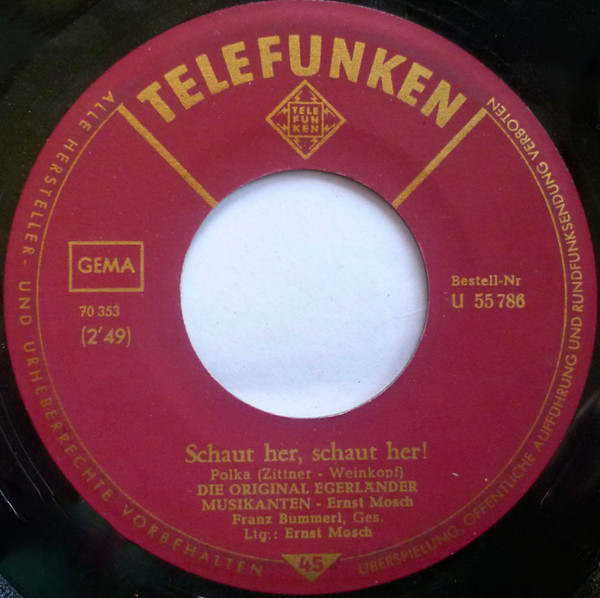 TELEFUNKEN
TELE
FUN
KEN
ALLE HERSTELLER- UND URHEBERRECHTE VORBEHALTEN
ÜBERSPIELUNG, ÖFFENTLICHE AUFFÜHRUNG UND RUNDFUNKSENDUNG VERBOTEN
GEMA
70 353
(2'49)
Bestell-Nr
U 55 786
Schaut her, schaut her!
Polka (Zittner - Weinkopf)
DIE ORIGINAL EGERLÄNDER
MUSIKANTEN - Ernst Mosch
Franz Bummerl, Ges.
Ltg.: Ernst Mosch
45